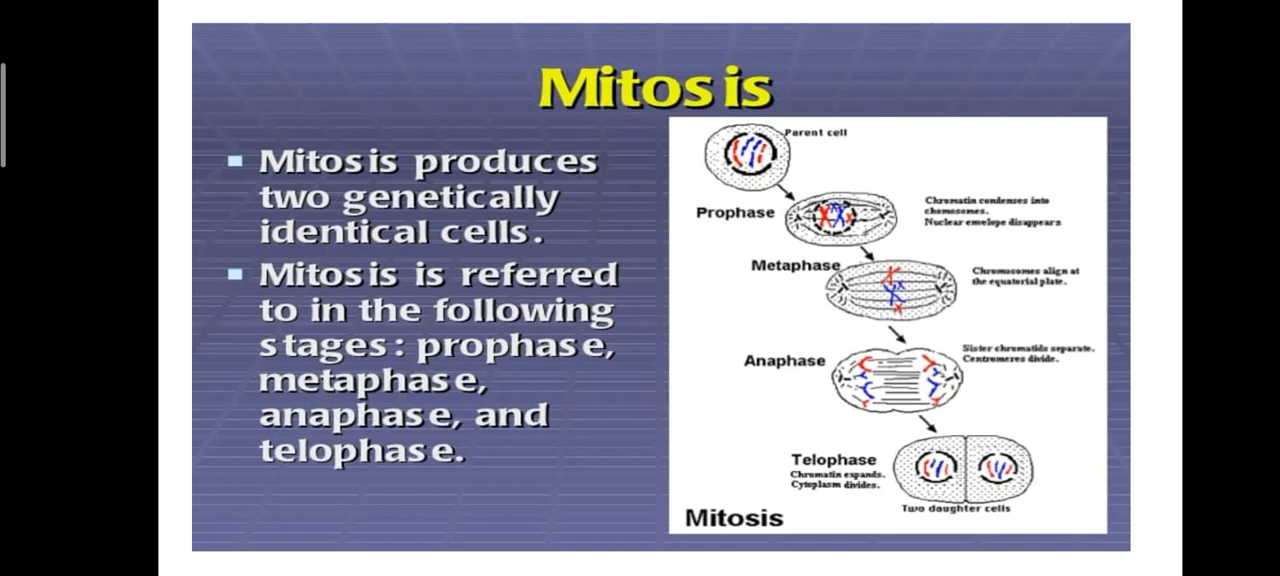 Mitosis
▪ Mitosis produces
two genetically
identical cells.
▪ Mitosis is referred
to in the following
stages: prophase,
metaphase,
anaphase, and
telophase.
Parent cell
Prophase
Chromatin condenses into
chomosomes.
Nuclear emelope disappears
Metaphase
Chromosomes align at
the equatorial plate.
Anaphase
Sister chromatids separate.
Centromeres divide.
Telophase
Chromatin expands.
Cytoplasm divides.
Two daughter cells
Mitosis